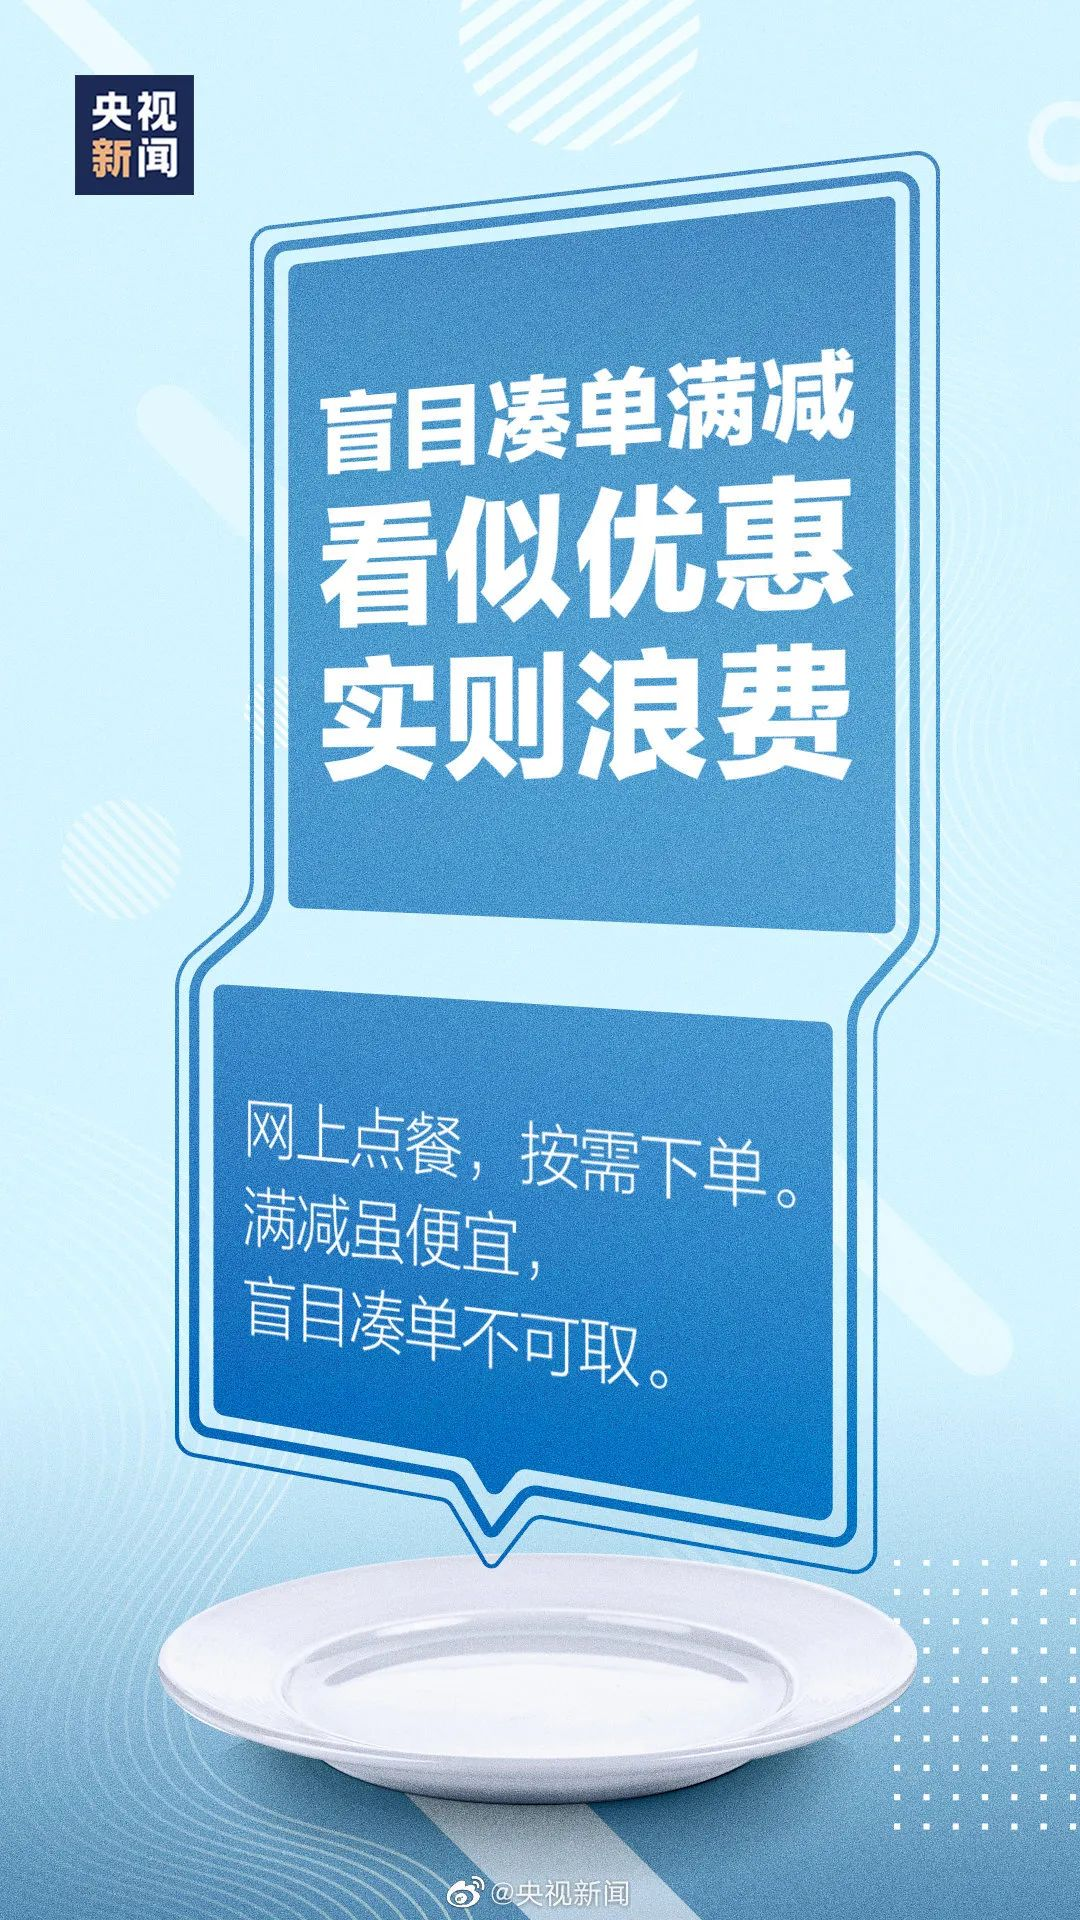 央视
新闻
盲目凑单满减
看似优惠
实则浪费
网上点餐，按需下单。
满减虽便宜，
盲目凑单不可取。
@央视新闻